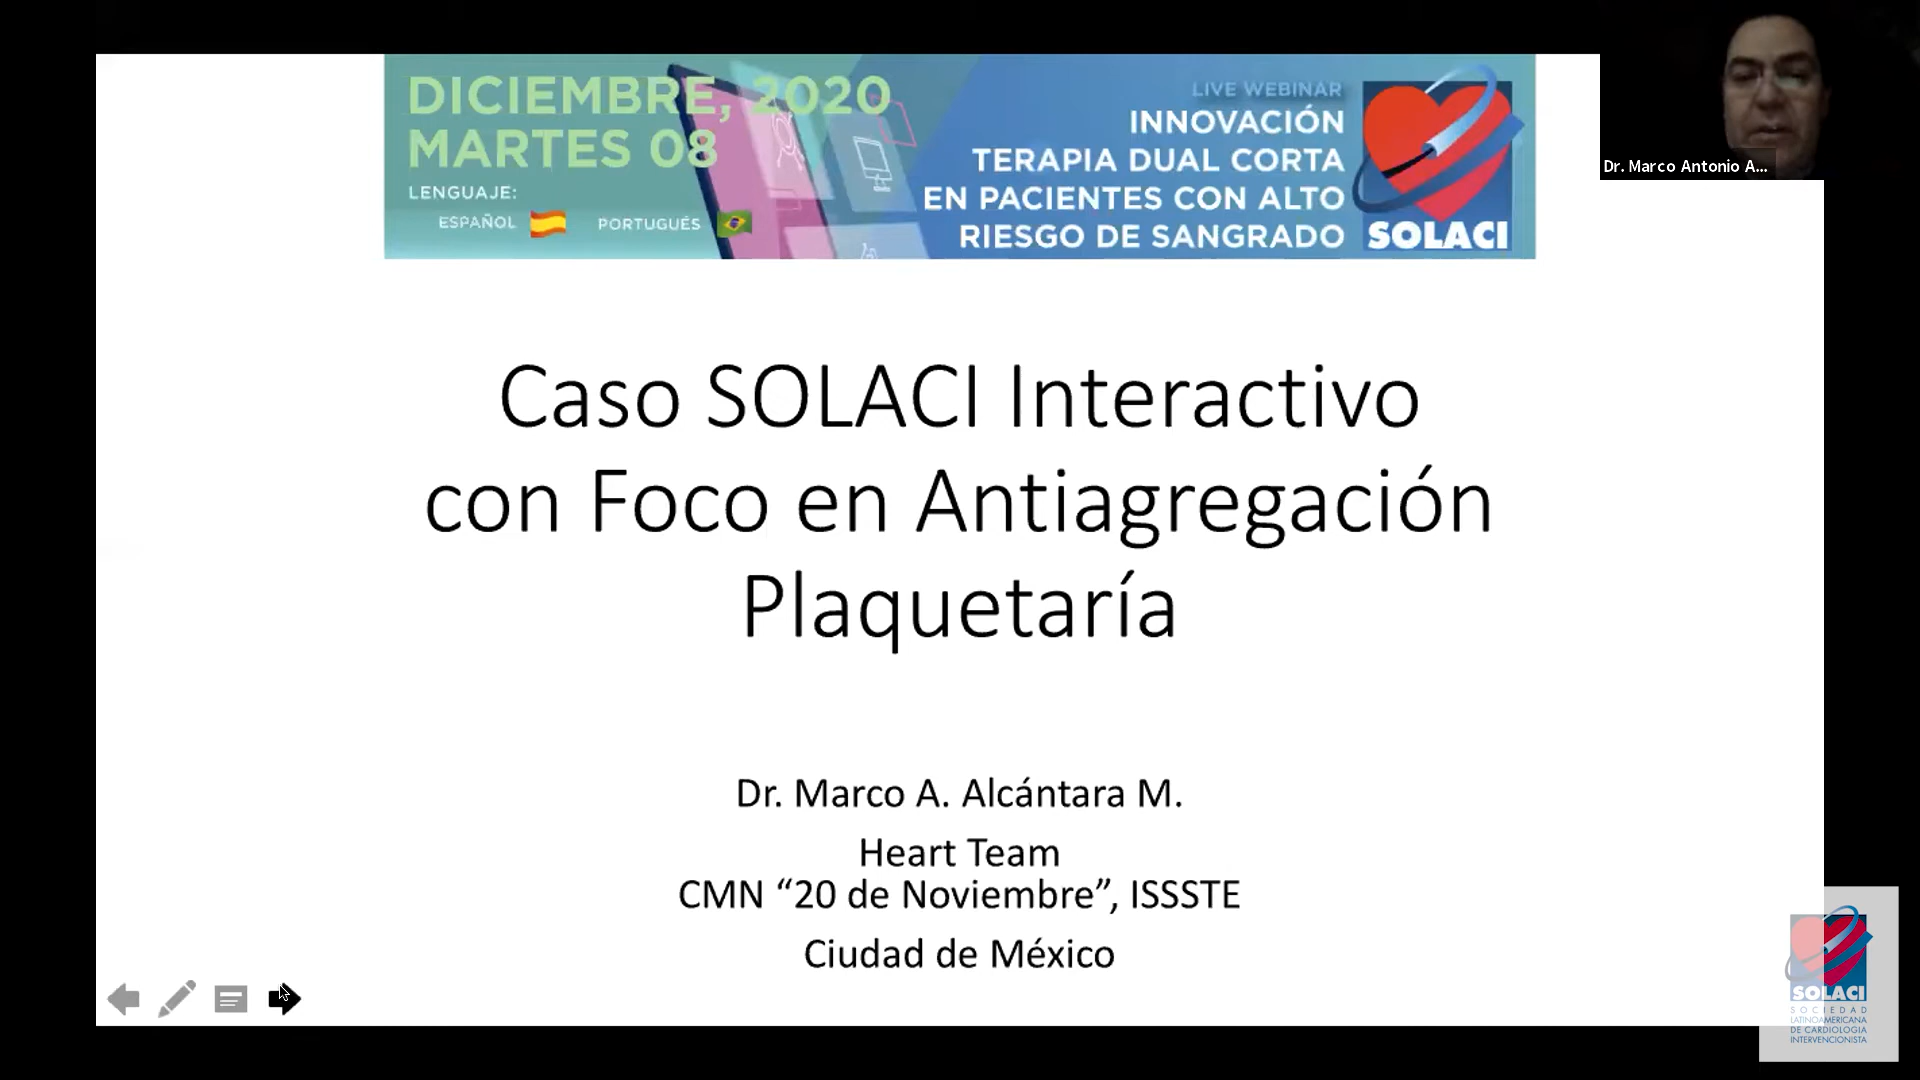 DICIEMBRE, 2020
MARTES 08
LENGUAJE:
ESPAÑOL PORTUGUÉS
LIVE WEBINAR
INNOVACIÓN
TERAPIA DUAL CORTA
EN PACIENTES CON ALTO
RIESGO DE SANGRADO
SOLACI
Dr. Marco Antonio A...
Caso SOLACI Interactivo
con Foco en Antiagregación
Plaquetaría
Dr. Marco A. Alcántara M.
Heart Team
CMN “20 de Noviembre”, ISSSTE
Ciudad de México
SOLACI
SOCIEDAD
LATINOAMERICANA
DE CARDIOLOGIA
INTERVENCIONISTA